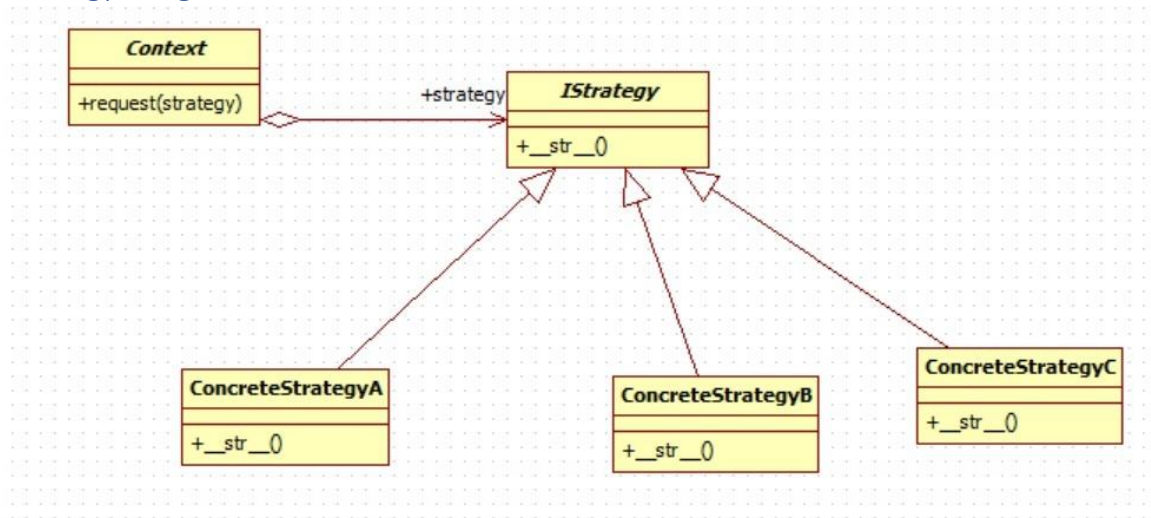 Context
+request(strategy)
+strategy
IStrategy
+__str__()
ConcreteStrategyA
+__str__()
ConcreteStrategyB
+__str__()
ConcreteStrategyC
+__str__()